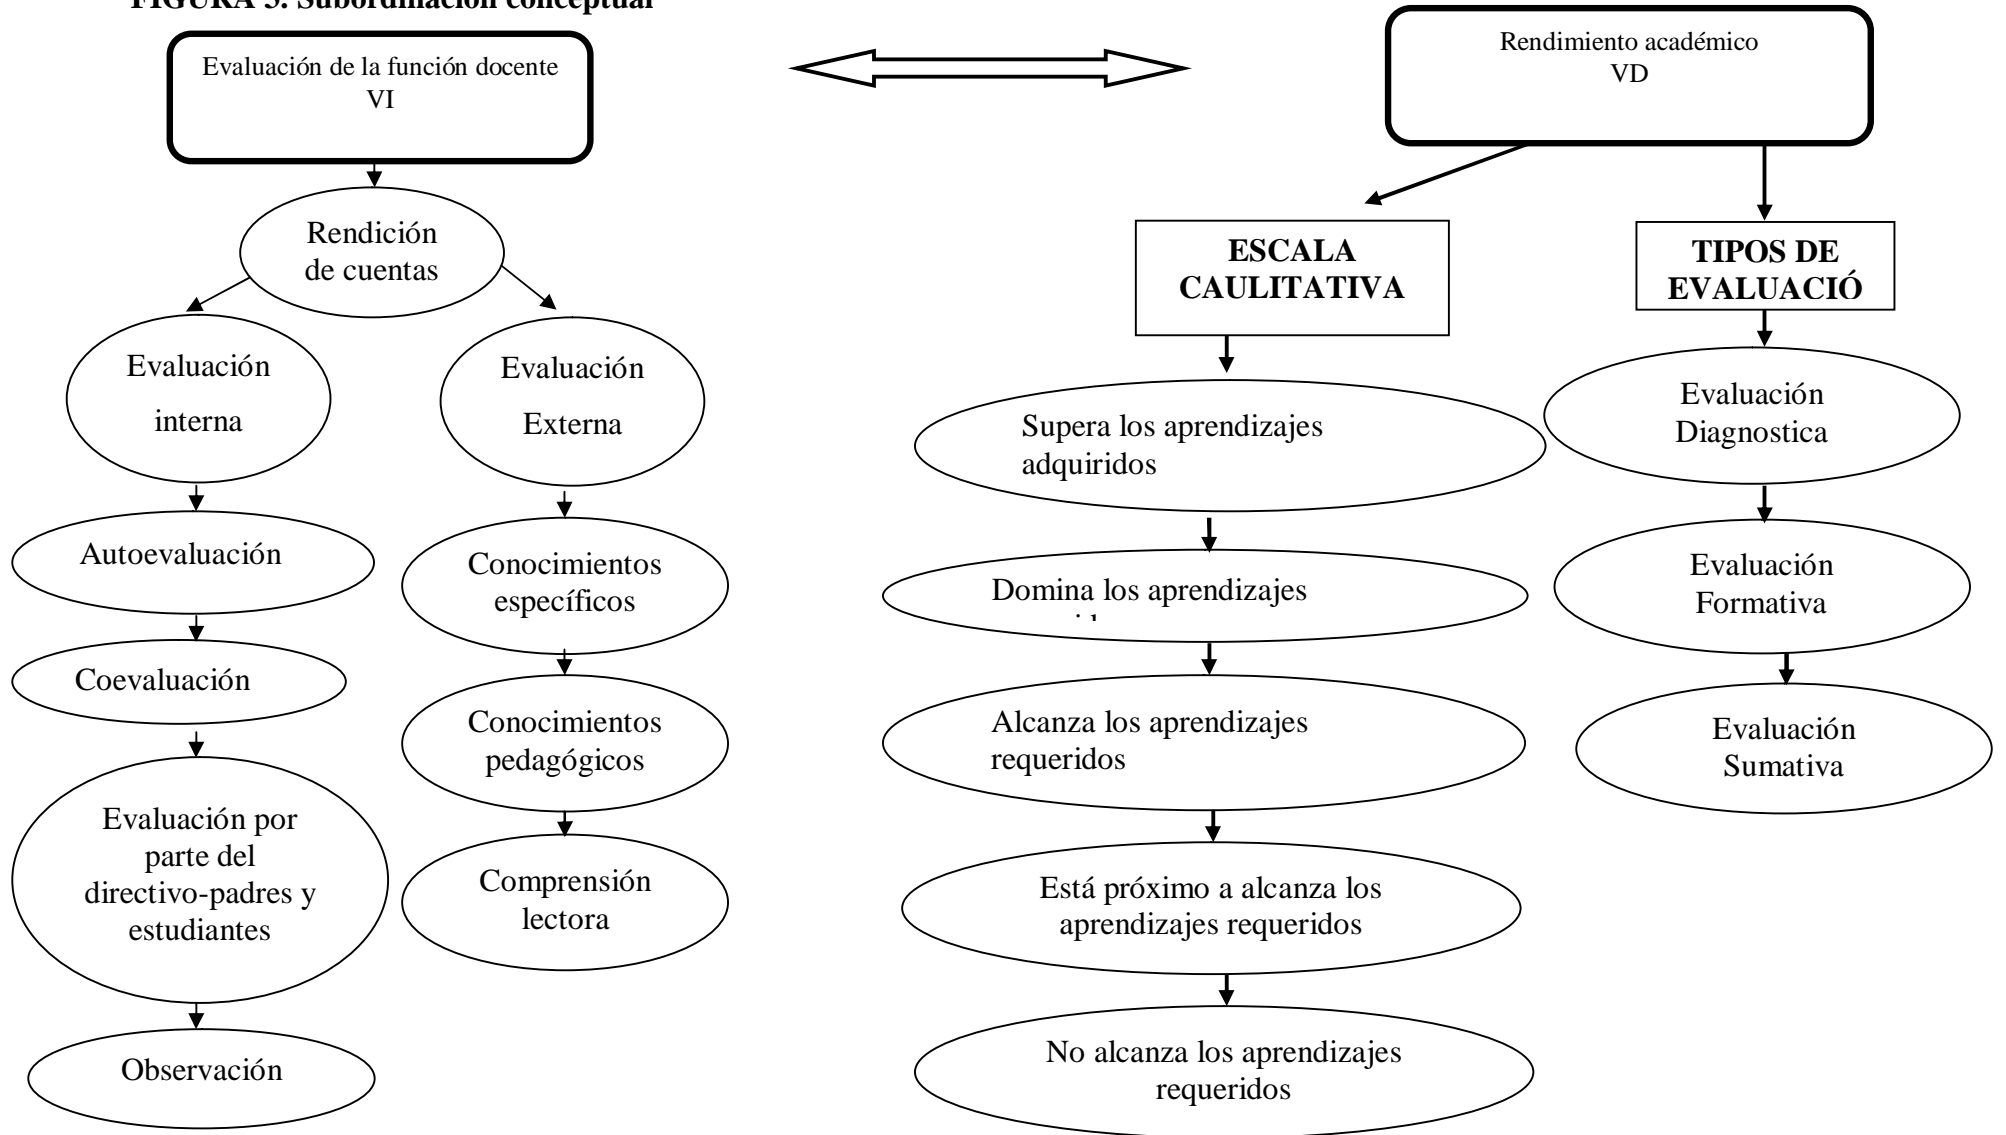 FIGURA 3. Subordinación conceptual
Evaluación de la función docente
VI
Rendición
de cuentas
Evaluación
interna
Evaluación
Externa
Autoevaluación
Conocimientos
específicos
Coevaluación
Conocimientos
pedagógicos
Evaluación por
parte del
directivo-padres y
estudiantes
Comprensión
lectora
Observación
Rendimiento académico
VD
ESCALA
CAULITATIVA
TIPOS DE
EVALUACIÓ
Supera los aprendizajes
adquiridos
Domina los aprendizajes
Alcanza los aprendizajes
requeridos
Está próximo a alcanza los
aprendizajes requeridos
No alcanza los aprendizajes
requeridos
Evaluación
Diagnostica
Evaluación
Formativa
Evaluación
Sumativa